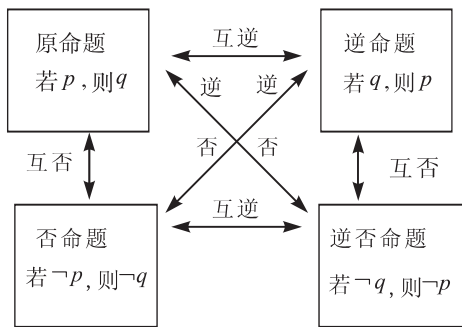 原命题
若p,则q
互逆
逆命题
若q,则p
逆 逆
否 否
互否
互否
否命题
若¬p,则¬q
互逆
逆否命题
若¬q,则¬p